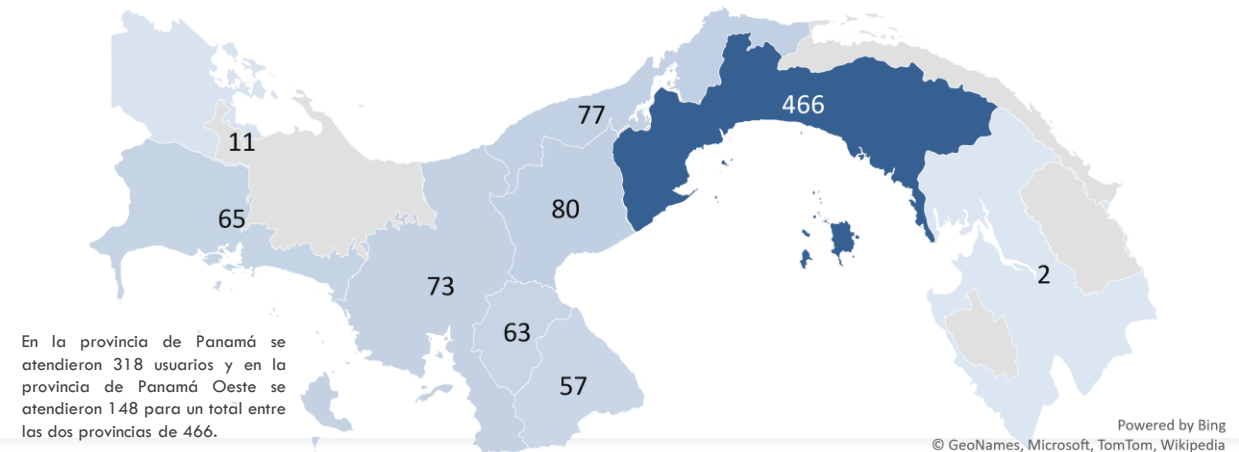 77
466
11
80
65
73
2
63
57
En la provincia de Panamá se
atendieron 318 usuarios y en la
provincia de Panamá Oeste se
atendieron 148 para un total entre
las dos provincias de 466.
Powered by Bing
© GeoNames, Microsoft, TomTom, Wikipedia